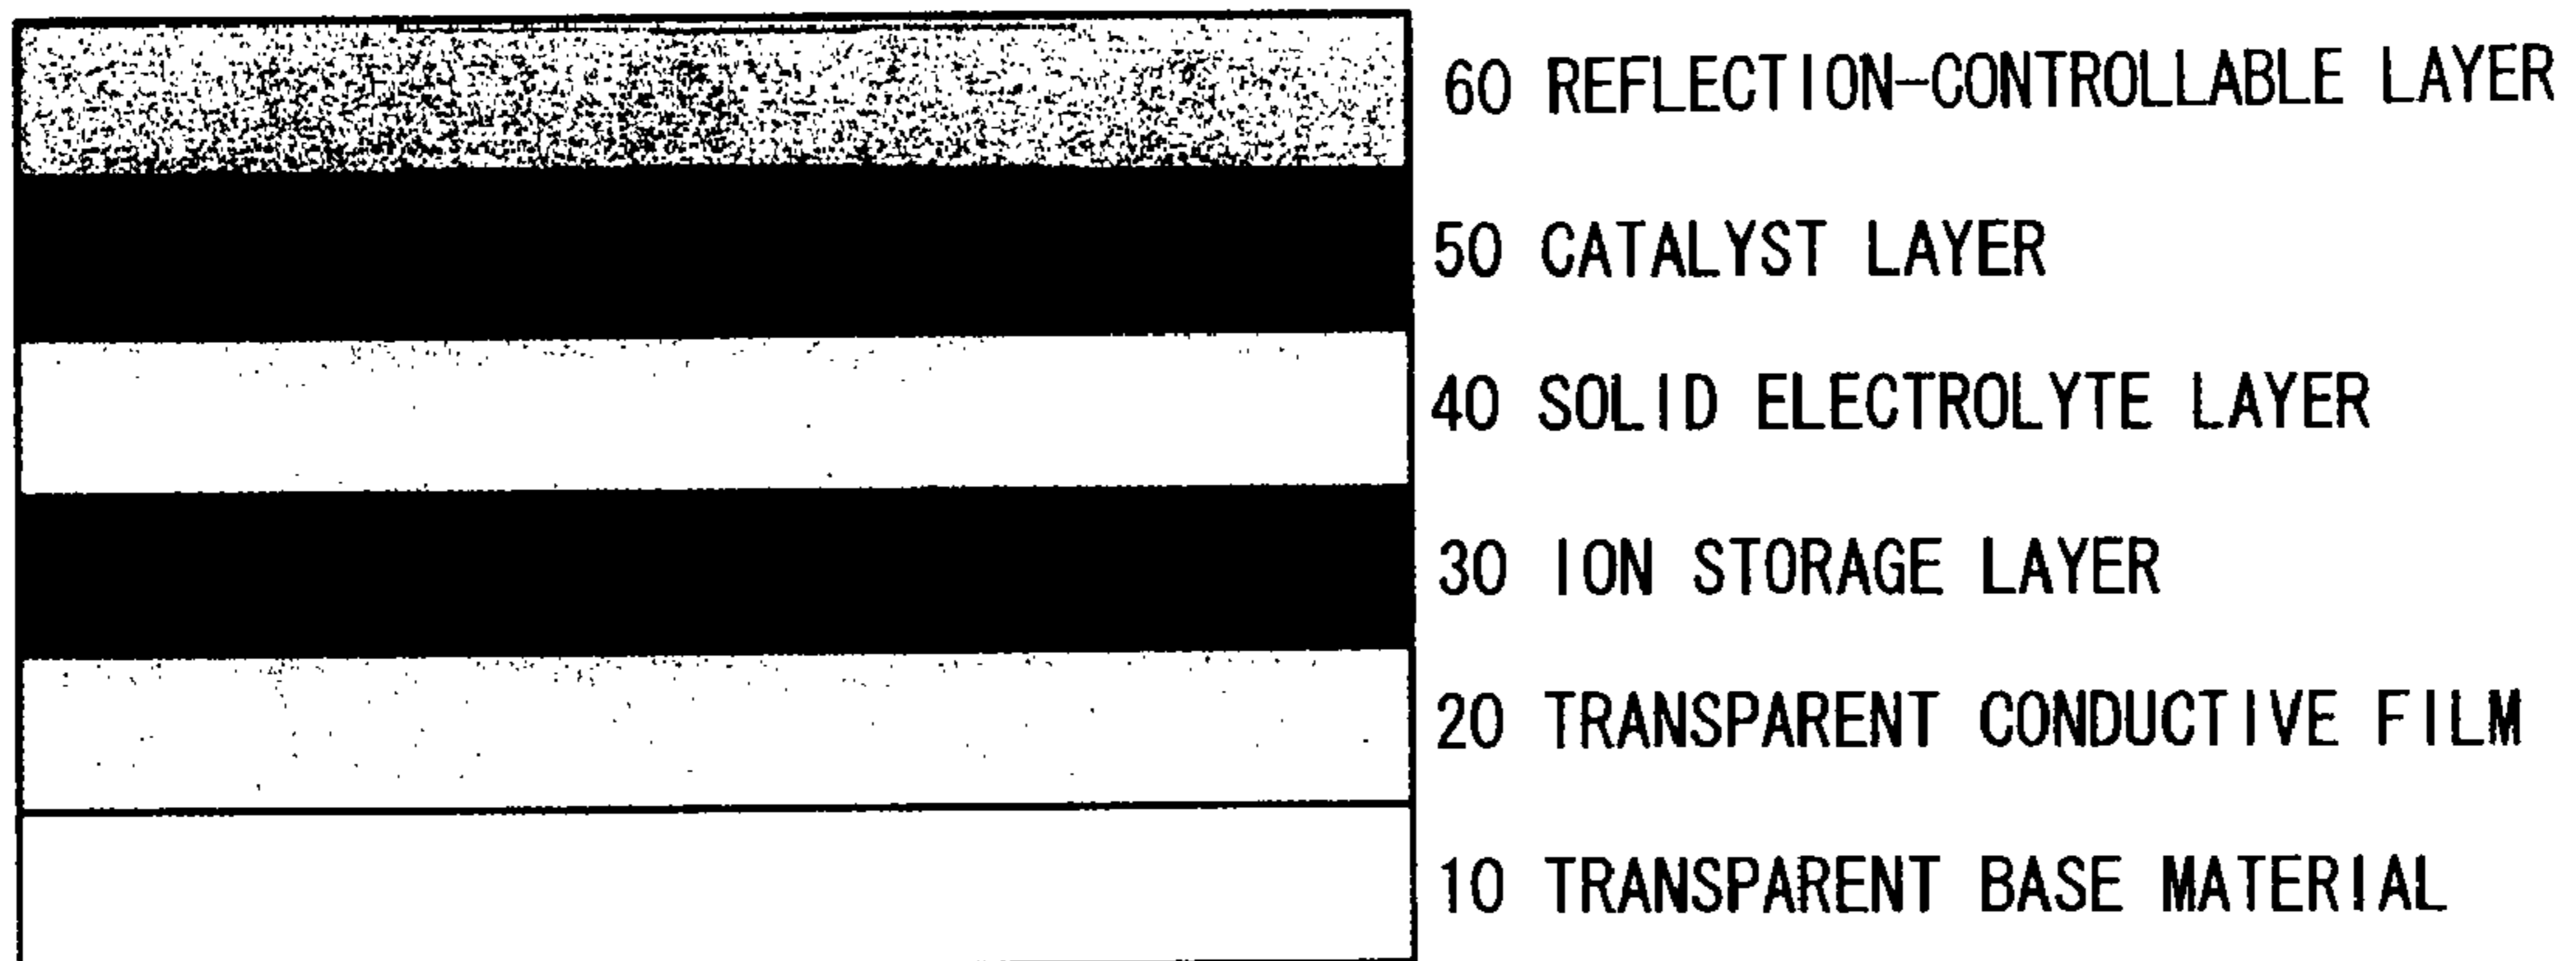 60 REFLECTION-CONTROLLABLE LAYER
50 CATALYST LAYER
40 SOLID ELECTROLYTE LAYER
30 ION STORAGE LAYER
20 TRANSPARENT CONDUCTIVE FILM
10 TRANSPARENT BASE MATERIAL